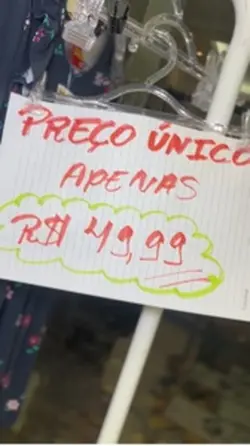 PREÇO ÚNICO
APENAS
R$ 49,99